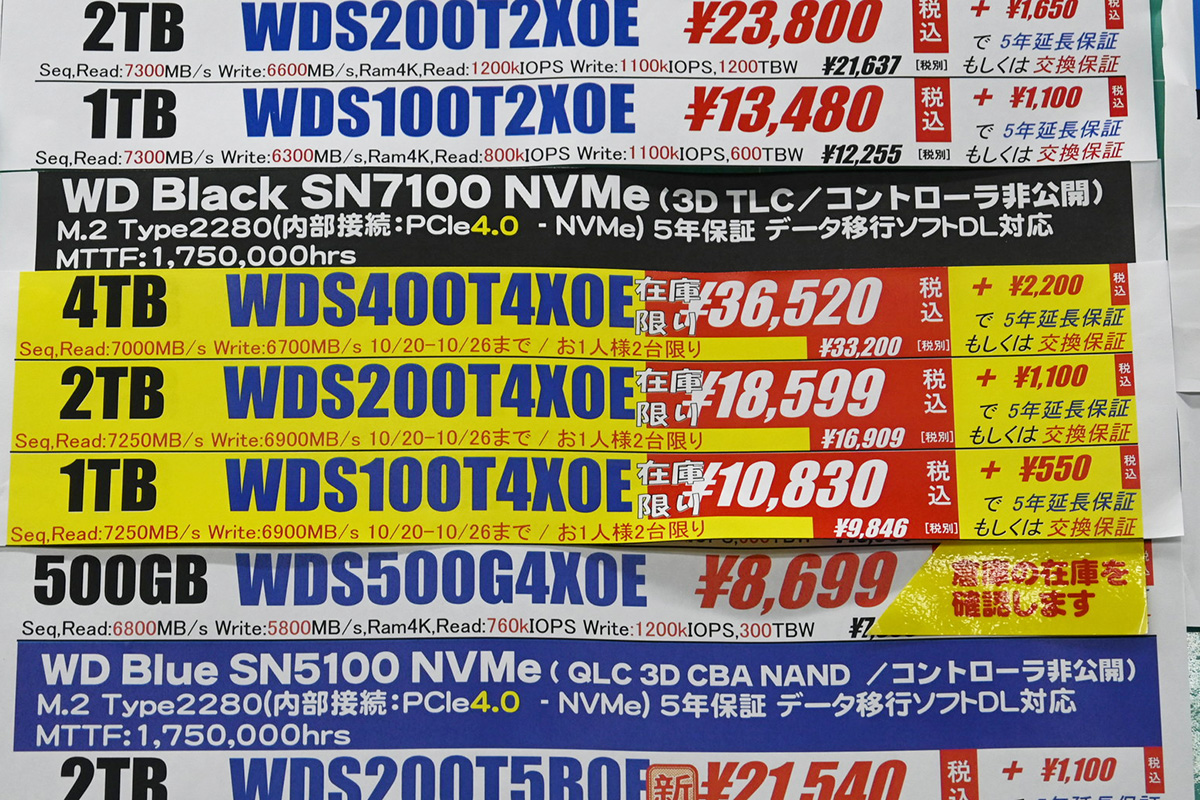 2TB WDS200T2X0E ¥23,800 税込 + ¥1,650 税込
で 5年延長保証
Seq,Read:7300MB/s Write:6600MB/s,Ram4K,Read:1200kIOPS Write:1100kIOPS,1200TBW ¥21,637 [税別] もしくは 交換保証
1TB WDS100T2X0E ¥13,480 税込 + ¥1,100 税込
で 5年延長保証
Seq,Read:7300MB/s Write:6300MB/s,Ram4K,Read:800kIOPS Write:1100kIOPS,600TBW ¥12,255 [税別] もしくは 交換保証
WD Black SN7100 NVMe (3D TLC/コントローラ非公開)
M.2 Type2280(内部接続:PCIe4.0 - NVMe) 5年保証 データ移行ソフトDL対応
MTTF:1,750,000hrs
4TB WDS400T4X0E 在庫限り ¥36,520 税込 + ¥2,200 税込
で 5年延長保証
Seq,Read:7000MB/s Write:6700MB/s 10/20-10/26まで / お1人様2台限り ¥33,200 [税別] もしくは 交換保証
2TB WDS200T4X0E 在庫限り ¥18,599 税込 + ¥1,100 税込
で 5年延長保証
Seq,Read:7250MB/s Write:6900MB/s 10/20-10/26まで / お1人様2台限り ¥16,909 [税別] もしくは 交換保証
1TB WDS100T4X0E 在庫限り ¥10,830 税込 + ¥550 税込
で 5年延長保証
Seq,Read:7250MB/s Write:6900MB/s 10/20-10/26まで / お1人様2台限り ¥9,846 [税別] もしくは 交換保証
500GB WDS500G4X0E ¥8,699 倉庫の在庫を
確認します
Seq,Read:6800MB/s Write:5800MB/s,Ram4K,Read:760kIOPS Write:1200kIOPS,300TBW
WD Blue SN5100 NVMe (QLC 3D CBA NAND /コントローラ非公開)
M.2 Type2280(内部接続:PCIe4.0 - NVMe) 5年保証 データ移行ソフトDL対応
MTTF:1,750,000hrs
2TB WDS200T5B0E 新 ¥21,540 税込 + ¥1,100 税込